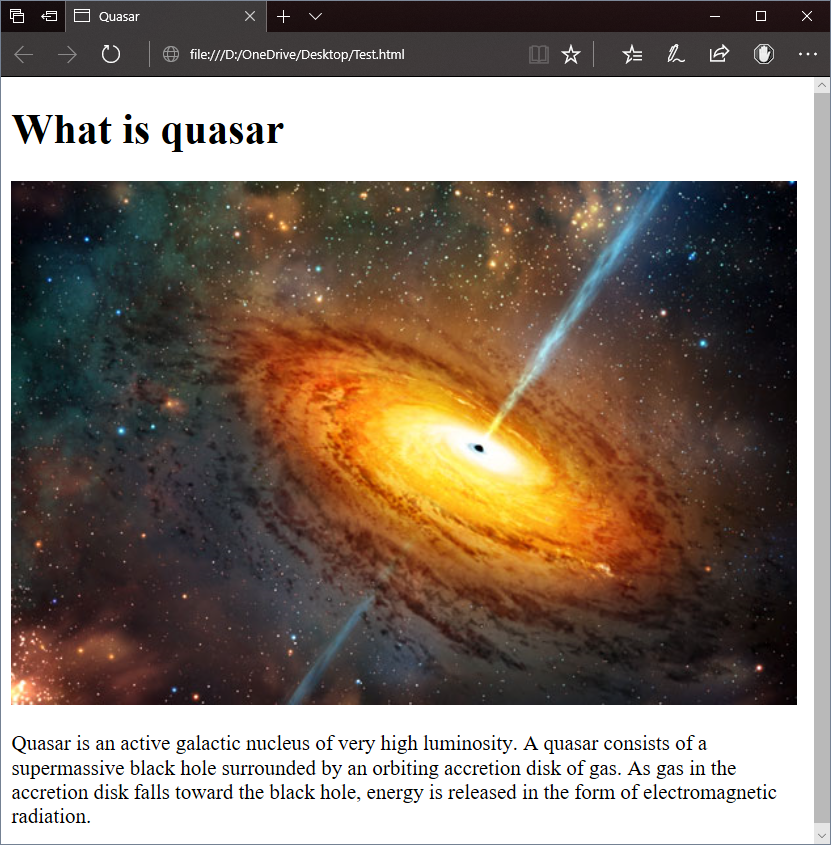 Quasar
file:///D:/OneDrive/Desktop/Test.html
What is quasar
Quasar is an active galactic nucleus of very high luminosity. A quasar consists of a
supermassive black hole surrounded by an orbiting accretion disk of gas. As gas in the
accretion disk falls toward the black hole, energy is released in the form of electromagnetic
radiation.